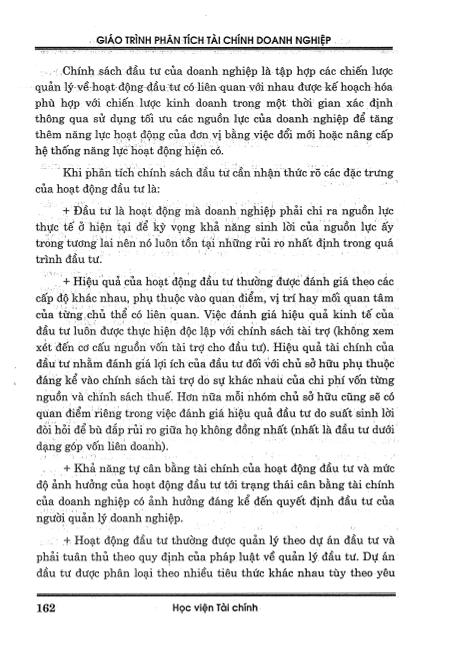 GIÁO TRÌNH PHÂN TÍCH TÀI CHÍNH DOANH NGHIỆP
Chính sách đầu tư của doanh nghiệp là tập hợp các chiến lược
quản lý về hoạt động đầu tư có liên quan với nhau được kế hoạch hóa
phù hợp với chiến lược kinh doanh trong một thời gian xác định
thông qua sử dụng tối ưu các nguồn lực của doanh nghiệp để tăng
thêm năng lực hoạt động của đơn vị bằng việc đổi mới hoặc nâng cấp
hệ thống năng lực hoạt động hiện có.
Khi phân tích chính sách đầu tư cần nhận thức rõ các đặc trưng
của hoạt động đầu tư là:
+ Đầu tư là hoạt động mà doanh nghiệp phải chi ra nguồn lực
thực tế ở hiện tại để kỳ vọng khả năng sinh lời của nguồn lực ấy
trong tương lai nên nó luôn tồn tại những rủi ro nhất định trong quá
trình đầu tư.
+ Hiệu quả của hoạt động đầu tư thường được đánh giá theo các
cấp độ khác nhau, phụ thuộc vào quan điểm, vị trí hay mối quan tâm
của từng chủ thể có liên quan. Việc đánh giá hiệu quả kinh tế của
đầu tư luôn được thực hiện độc lập với chính sách tài trợ (không xem
xét đến cơ cấu nguồn vốn tài trợ cho đầu tư). Hiệu quả tài chính của
đầu tư nhằm đánh giá lợi ích của đầu tư đối với chủ sở hữu phụ thuộc
đáng kể vào chính sách tài trợ do sự khác nhau của chi phí vốn từng
nguồn và chính sách thuế. Hơn nữa mỗi nhóm chủ sở hữu cũng sẽ có
quan điểm riêng trong việc đánh giá hiệu quả đầu tư do suất sinh lời
đòi hỏi để bù đắp rủi ro giữa họ không đồng nhất (nhất là đầu tư dưới
dạng góp vốn liên doanh).
+ Khả năng tự cân bằng tài chính của hoạt động đầu tư và mức
độ ảnh hưởng của hoạt động đầu tư tới trạng thái cân bằng tài chính
của doanh nghiệp có ảnh hưởng đáng kể đến quyết định đầu tư của
người quản lý doanh nghiệp.
+ Hoạt động đầu tư thường được quản lý theo dự án đầu tư và
phải tuân thủ theo quy định của pháp luật về quản lý đầu tư. Dự án
đầu tư được phân loại theo nhiều tiêu thức khác nhau tùy theo yêu
162 Học viện Tài chính